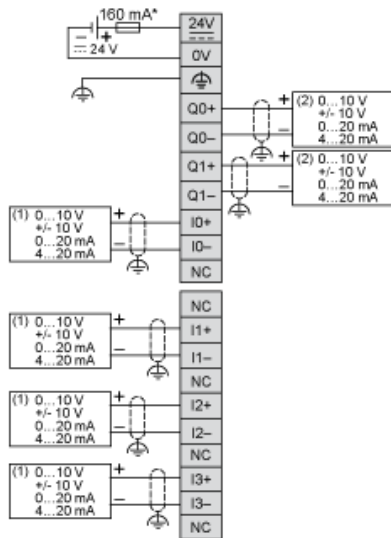 160 mA*
24 V
24V
0V
Q0+
Q0–
Q1+
Q1–
I0+
I0–
NC
+
–
(2) 0...10 V
+/- 10 V
0...20 mA
4...20 mA
+
–
(2) 0...10 V
+/- 10 V
0...20 mA
4...20 mA
+
–
(1) 0...10 V
+/- 10 V
0...20 mA
4...20 mA
+
–
NC
I1+
I1–
NC
I2+
I2–
NC
I3+
I3–
NC
(1) 0...10 V
+/- 10 V
0...20 mA
4...20 mA
+
–
(1) 0...10 V
+/- 10 V
0...20 mA
4...20 mA
+
–
(1) 0...10 V
+/- 10 V
0...20 mA
4...20 mA
+
–